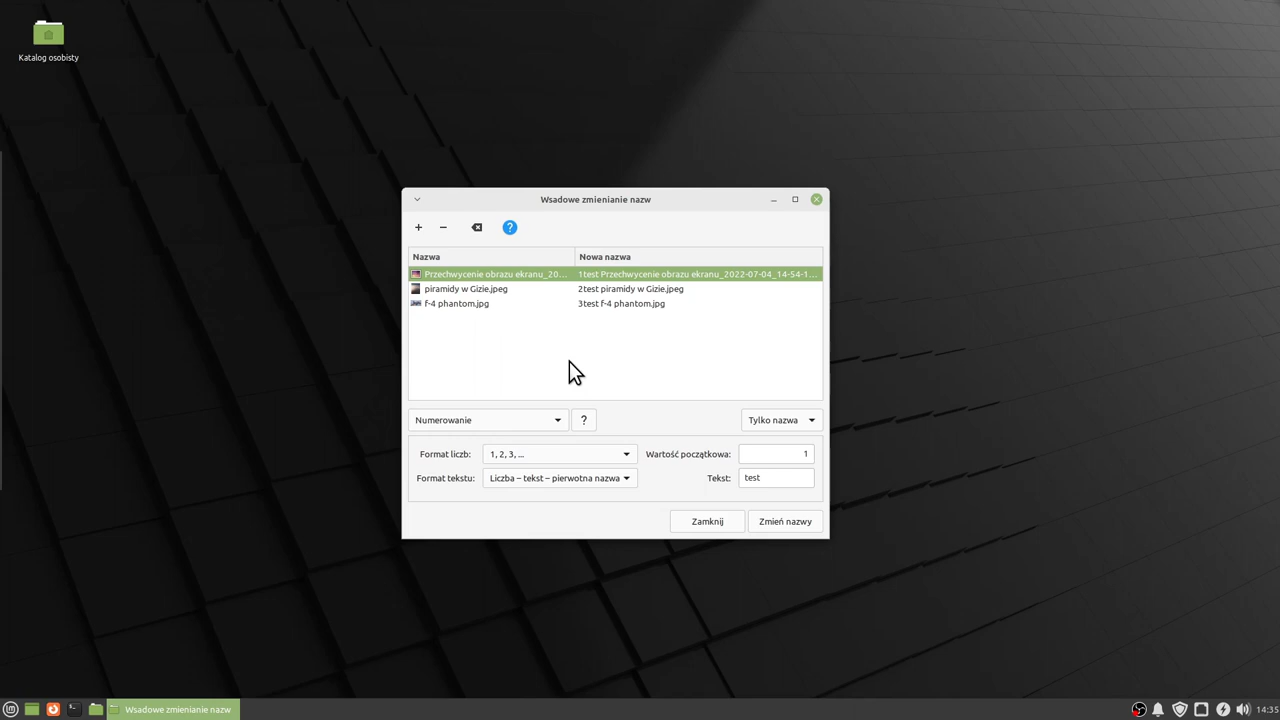 Katalog osobisty
Wsadowe zmienianie nazw
?
Nazwa Nowa nazwa
Przechwycenie obrazu ekranu_20... 1test Przechwycenie obrazu ekranu_2022-07-04_14-54-1...
piramidy w Gizie.jpeg 2test piramidy w Gizie.jpeg
f-4 phantom.jpg 3test f-4 phantom.jpg
Numerowanie ? Tylko nazwa
Format liczb: 1, 2, 3, ... Wartość początkowa: 1
Format tekstu: Liczba – tekst – pierwotna nazwa Tekst: test
Zamknij Zmień nazwy
Wsadowe zmienianie nazw 14:35